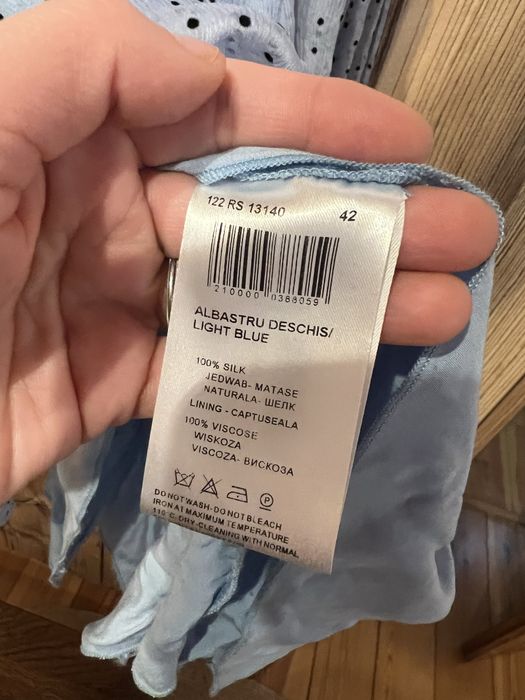 122 RS 13140 42
210000 0388059
ALBASTRU DESCHIS/
LIGHT BLUE
100% SILK
JEDWAB- MATASE
NATURALA- ШЕЛК
LINING - CAPTUSEALA
100% VISCOSE
WISKOZA
VISCOZA- ВИСКОЗА
DO NOT WASH-DO NOT BLEACH
IRON AT MAXIMUM TEMPERATURE
110°C-DRY-CLEANING WITH NORMAL